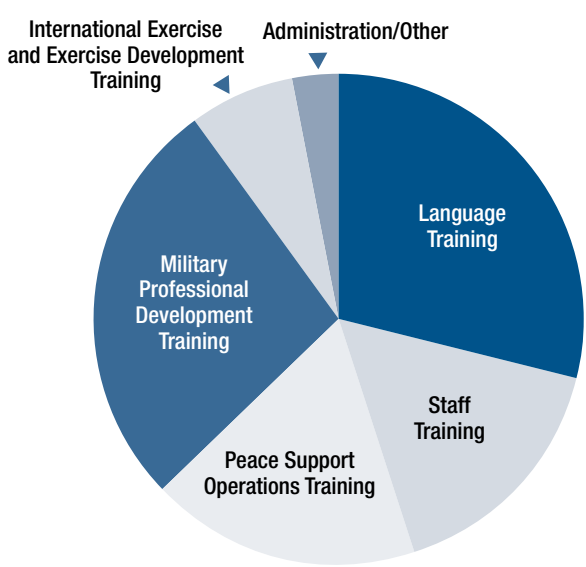 International Exercise
and Exercise Development
Training
Administration/Other
Language
Training
Military
Professional
Development
Training
Staff
Training
Peace Support
Operations Training